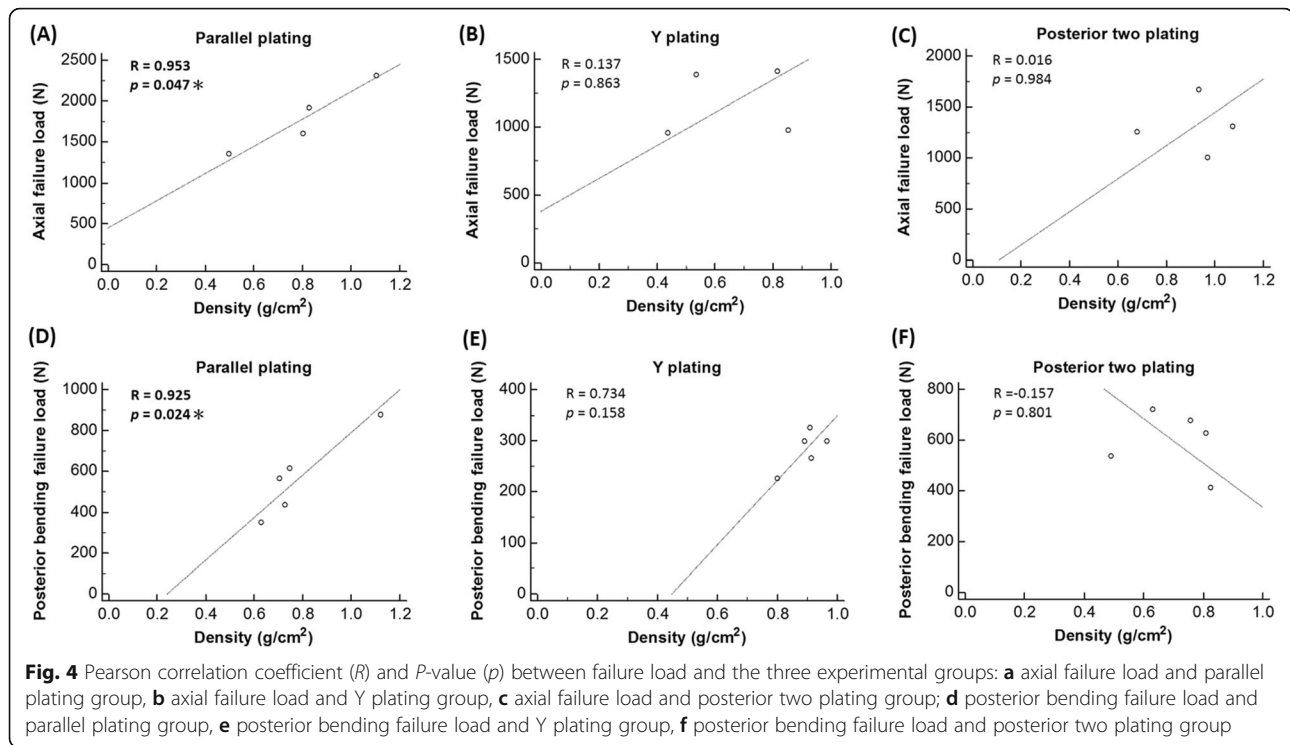 (A)
Parallel plating
R = 0.953
p = 0.047 *
Axial failure load (N)
2500
2000
1500
1000
500
0
0.0 0.2 0.4 0.6 0.8 1.0 1.2
Density (g/cm²)
(B)
Y plating
R = 0.137
p = 0.863
Axial failure load (N)
1500
1000
500
0
0.0 0.2 0.4 0.6 0.8 1.0
Density (g/cm²)
(C)
Posterior two plating
R = 0.016
p = 0.984
Axial failure load (N)
2000
1500
1000
500
0
0.0 0.2 0.4 0.6 0.8 1.0 1.2
Density (g/cm²)
(D)
Parallel plating
R = 0.925
p = 0.024 *
Posterior bending failure load (N)
1000
800
600
400
200
0
0.0 0.2 0.4 0.6 0.8 1.0 1.2
Density (g/cm²)
(E)
Y plating
R = 0.734
p = 0.158
Posterior bending failure load (N)
400
300
200
100
0
0.0 0.2 0.4 0.6 0.8 1.0
Density (g/cm²)
(F)
Posterior two plating
R =-0.157
p = 0.801
Posterior bending failure load (N)
800
600
400
200
0
0.0 0.2 0.4 0.6 0.8 1.0
Density (g/cm²)
Fig. 4 Pearson correlation coefficient (R) and P-value (p) between failure load and the three experimental groups: a axial failure load and parallel
plating group, b axial failure load and Y plating group, c axial failure load and posterior two plating group; d posterior bending failure load and
parallel plating group, e posterior bending failure load and Y plating group, f posterior bending failure load and posterior two plating group